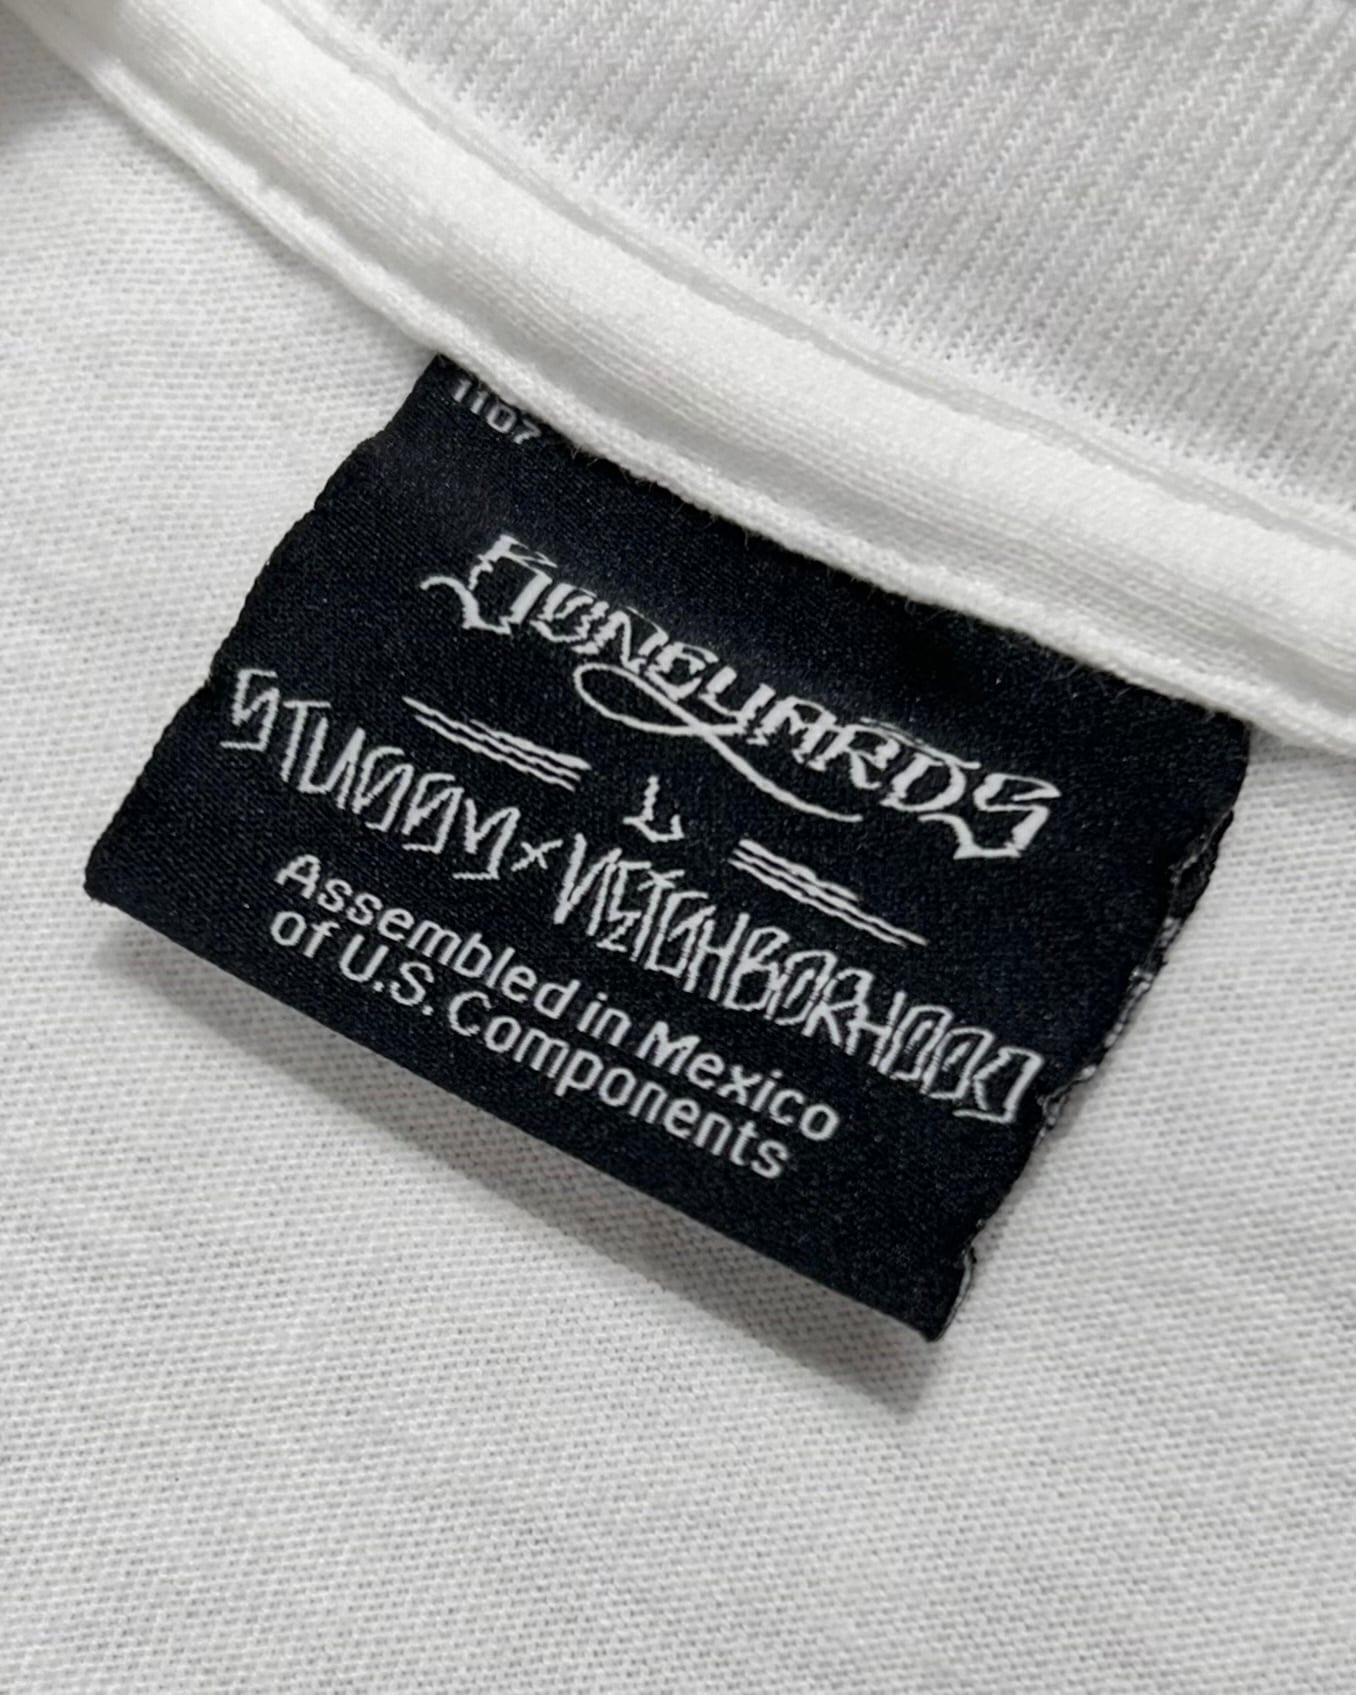 1107
BONEYARDS
L
STUSSY × NEIGHBORHOOD
Assembled in Mexico
of U.S. Components